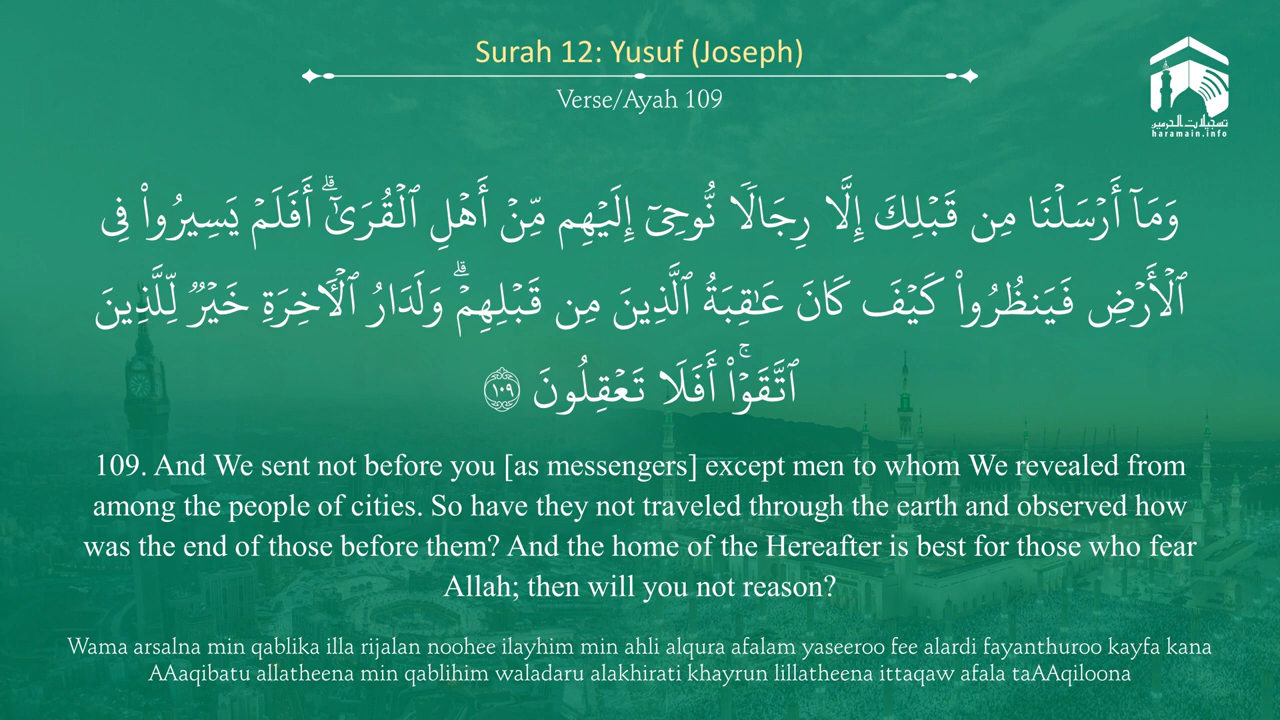 Surah 12: Yusuf (Joseph)
Verse/Ayah 109
تسجيلات الحرمين
haramain.info
وَمَآ أَرْسَلْنَا مِن قَبْلِكَ إِلَّا رِجَالًا نُّوحِىٓ إِلَيْهِم مِّنْ أَهْلِ ٱلْقُرَىٰٓ ۗ أَفَلَمْ يَسِيرُوا۟ فِى
ٱلْأَرْضِ فَيَنظُرُوا۟ كَيْفَ كَانَ عَـٰقِبَةُ ٱلَّذِينَ مِن قَبْلِهِمْ ۗ وَلَدَارُ ٱلْـَٔاخِرَةِ خَيْرٌ لِّلَّذِينَ
ٱتَّقَوْا۟ ۚ أَفَلَا تَعْقِلُونَ ١٠٩
109. And We sent not before you [as messengers] except men to whom We revealed from
among the people of cities. So have they not traveled through the earth and observed how
was the end of those before them? And the home of the Hereafter is best for those who fear
Allah; then will you not reason?
Wama arsalna min qablika illa rijalan noohee ilayhim min ahli alqura afalam yaseeroo fee alardi fayanthuroo kayfa kana
AAaqibatu allatheena min qablihim waladaru alakhirati khayrun lillatheena ittaqaw afala taAAqiloona